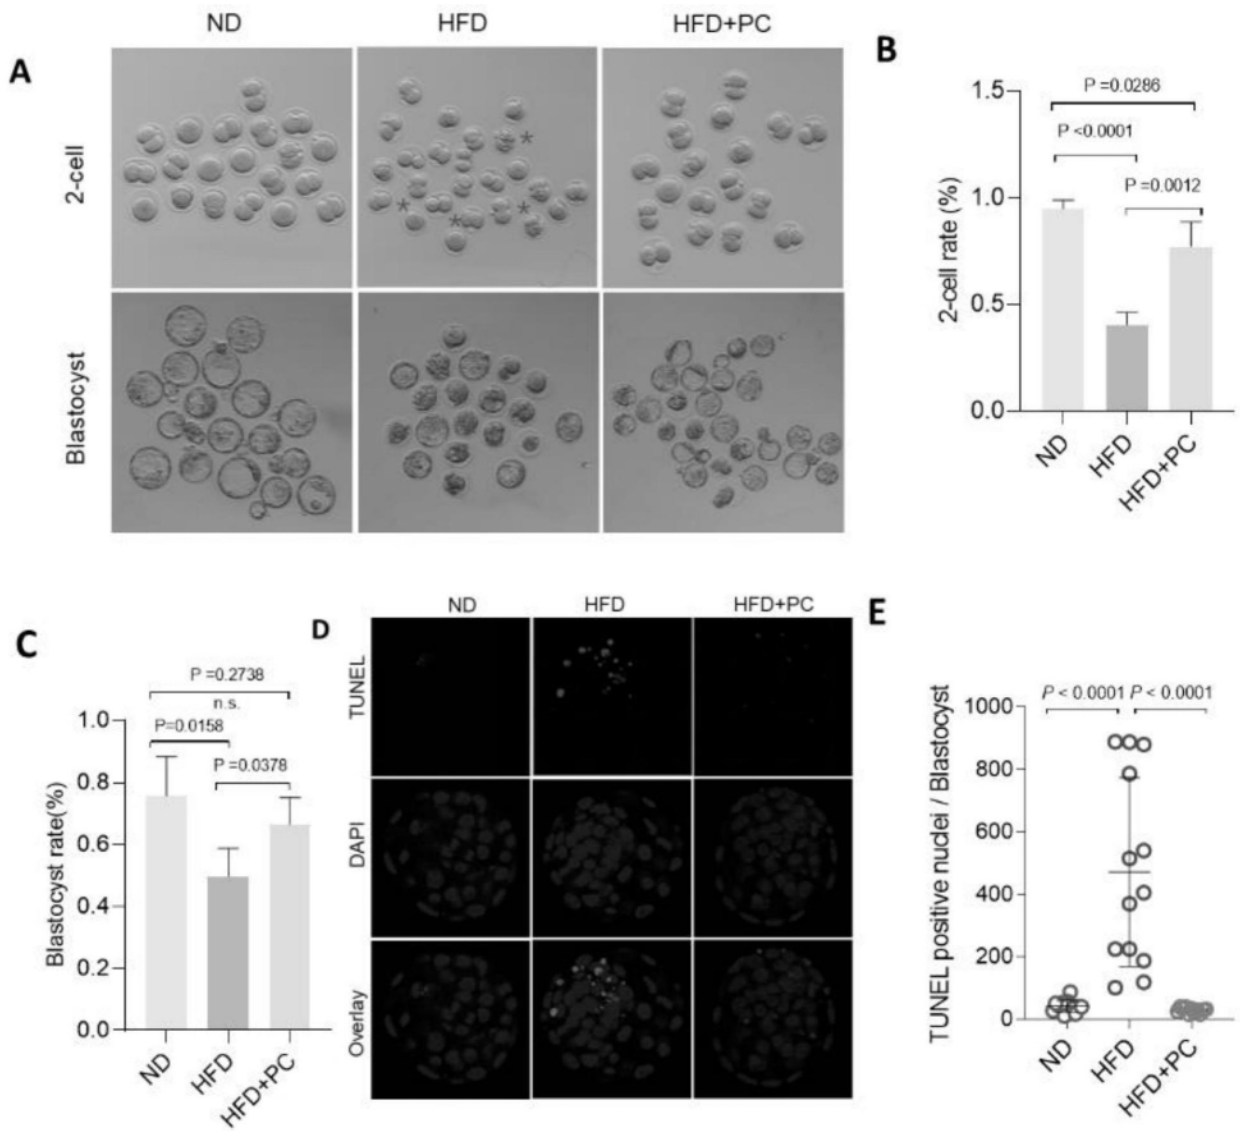 ND HFD HFD+PC
A
2-cell
Blastocyst
* * * *
B
P =0.0286
P <0.0001
P =0.0012
2-cell rate (%)
1.5
1.0
0.5
0.0
ND HFD HFD+PC
C
P =0.2738
n.s.
P=0.0158
P =0.0378
Blastocyst rate(%)
1.0
0.8
0.6
0.4
0.2
0.0
ND HFD HFD+PC
D
ND HFD HFD+PC
TUNEL
DAPI
Overlay
E
P < 0.0001 P < 0.0001
TUNEL positive nudei / Blastocyst
1000
800
600
400
200
0
ND HFD HFD+PC